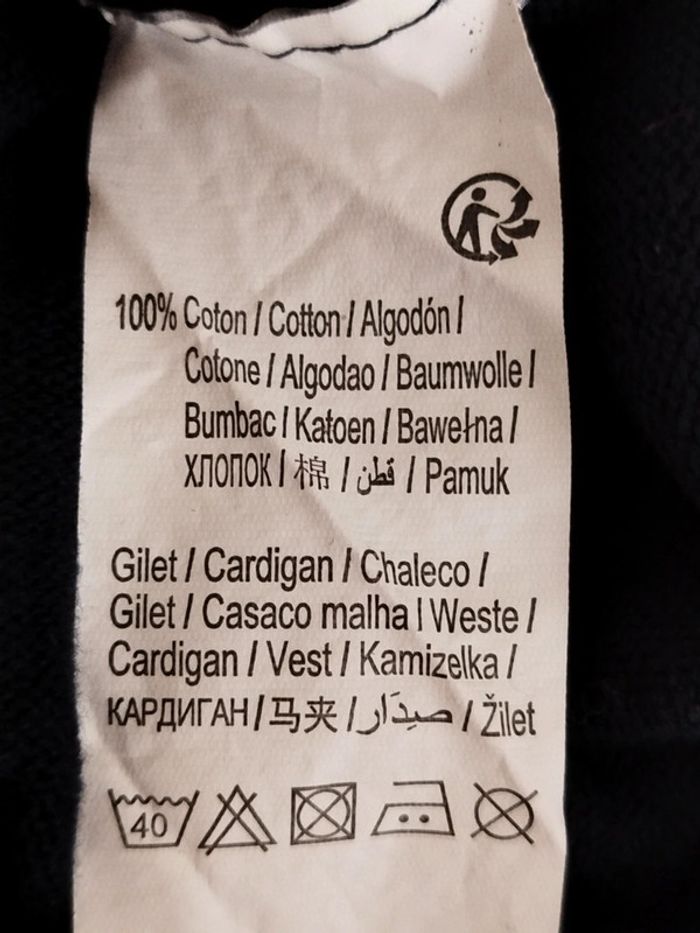 100% Coton / Cotton / Algodón /
Cotone / Algodao / Baumwolle /
Bumbac / Katoen / Bawełna /
ХЛОПОК / 棉 / قطن / Pamuk
Gilet / Cardigan / Chaleco /
Gilet / Casaco malha / Weste /
Cardigan / Vest / Kamizelka /
КАРДИГАН / 马夹 / صِدَار / Žilet
40